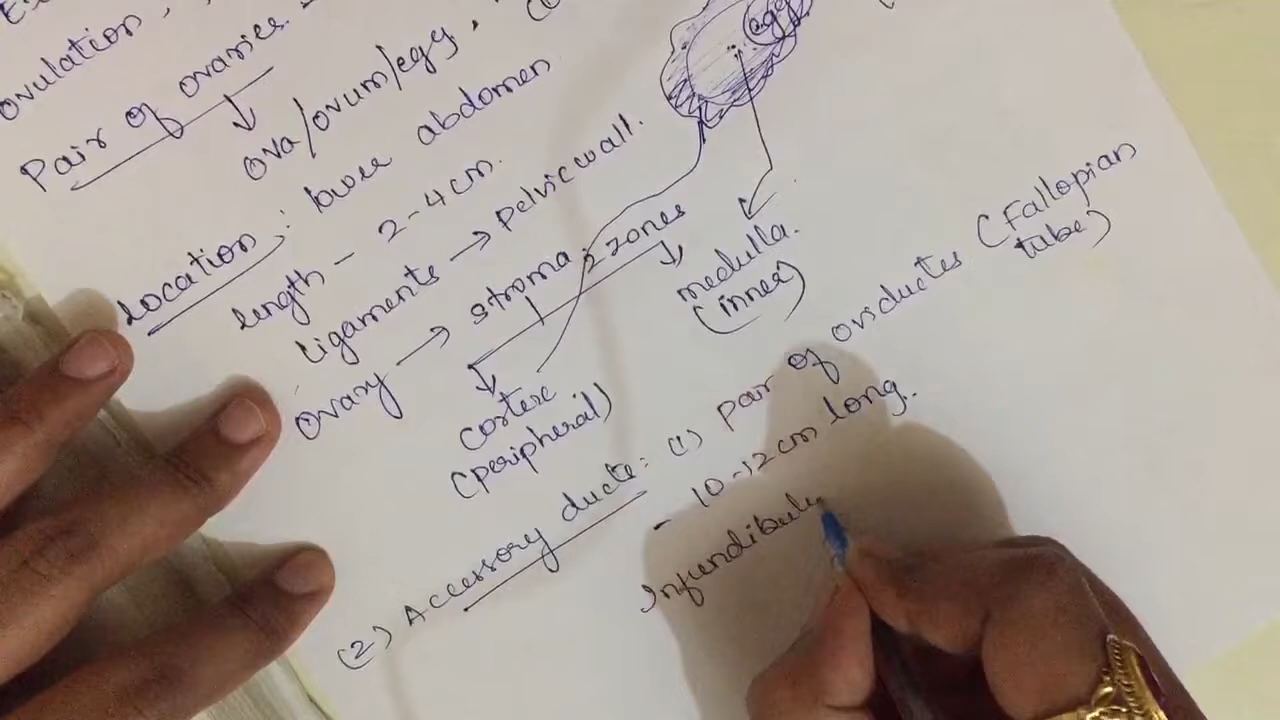 ovulation,
Pair of ovaries.
ova/ovum/egg,
egg
Location: lower abdomen
length - 2-4 cm.
ligaments → Pelvic wall.
ovary → stroma: 2 zones
cortex
(peripheral)
medulla.
(inner)
(2) Accessory ducts: (1) pair of oviductes (Fallopian
tube)
- 10-12 cm long.
Infundibulu